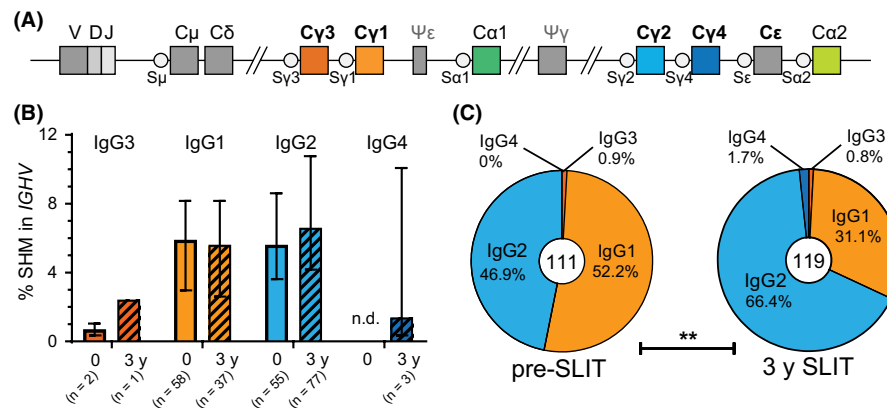 (A)
V D J Cμ Cδ Cγ3 Cγ1 Ψε Cα1 Ψγ Cγ2 Cγ4 Cε Cα2
Sμ Sγ3 Sγ1 Sα1 Sγ2 Sγ4 Sε Sα2
(B)
IgG3 IgG1 IgG2 IgG4
% SHM in IGHV
12
8
4
0
n.d.
0 3 y 0 3 y 0 3 y 0 3 y
(n = 2) (n = 1) (n = 58) (n = 37) (n = 55) (n = 77) (n = 3)
(C)
IgG4
0%
IgG3
0.9%
IgG2
46.9%
111
IgG1
52.2%
pre-SLIT
**
IgG4
1.7%
IgG3
0.8%
IgG1
31.1%
119
IgG2
66.4%
3 y SLIT